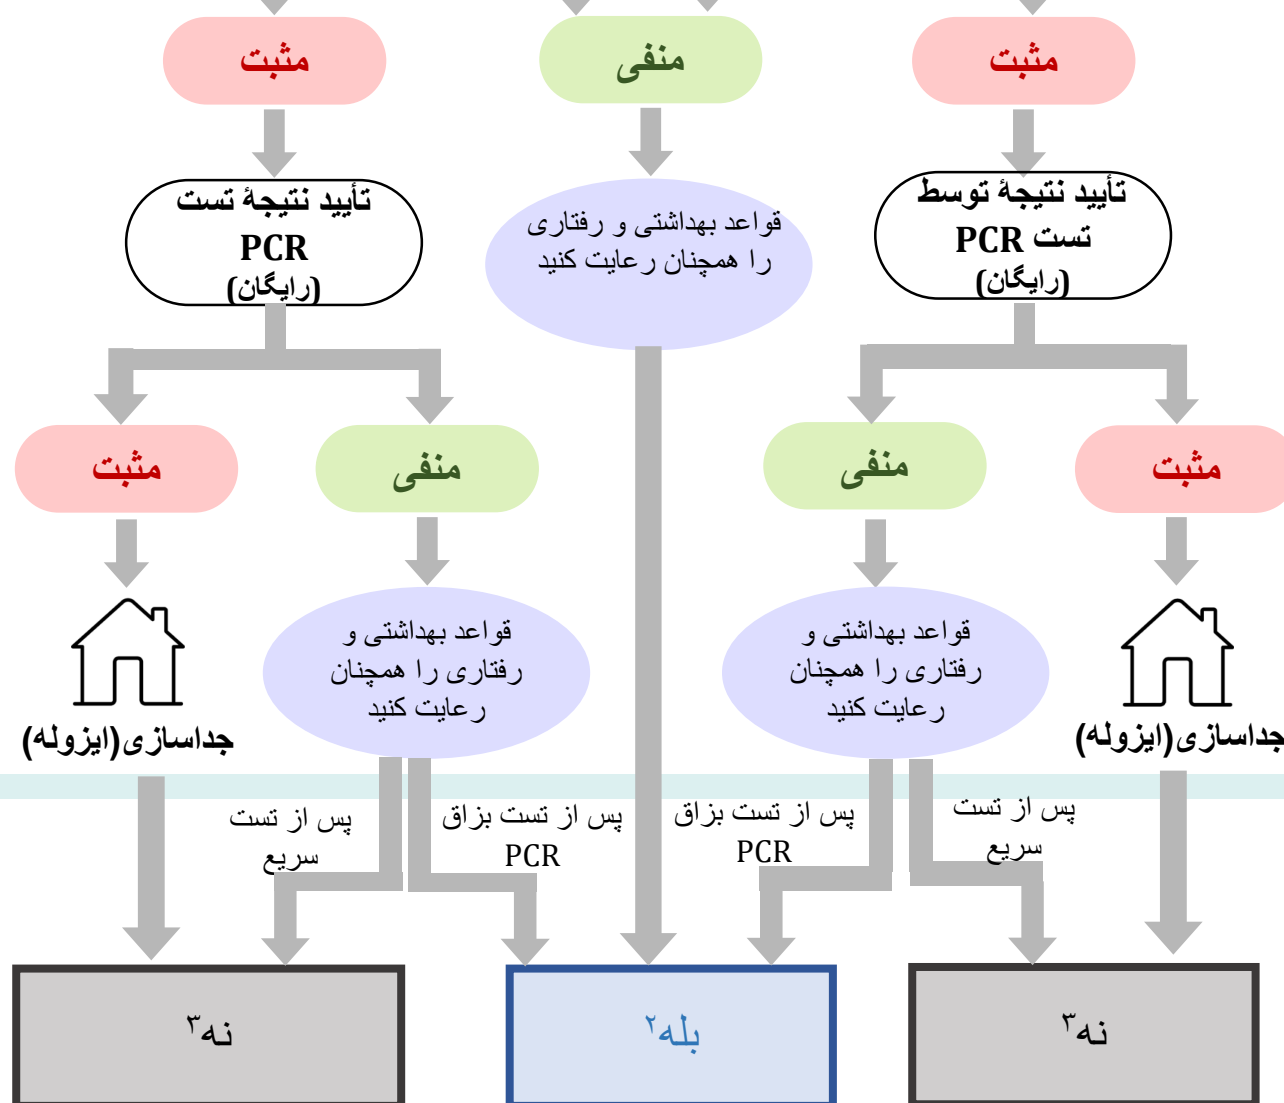 مثبت
منفی
مثبت
تأیید نتیجهٔ توسط
تست PCR
(رایگان)
قواعد بهداشتی و رفتاری
را همچنان رعایت کنید
تأیید نتیجهٔ تست
PCR
(رایگان)
مثبت
منفی
منفی
مثبت
جداسازی(ایزوله)
قواعد بهداشتی و
رفتاری را همچنان
رعایت کنید
قواعد بهداشتی و
رفتاری را همچنان
رعایت کنید
جداسازی(ایزوله)
پس از تست
سریع
پس از تست بزاق
PCR
پس از تست بزاق
PCR
پس از تست
سریع
نه۳
بله۲
نه۳